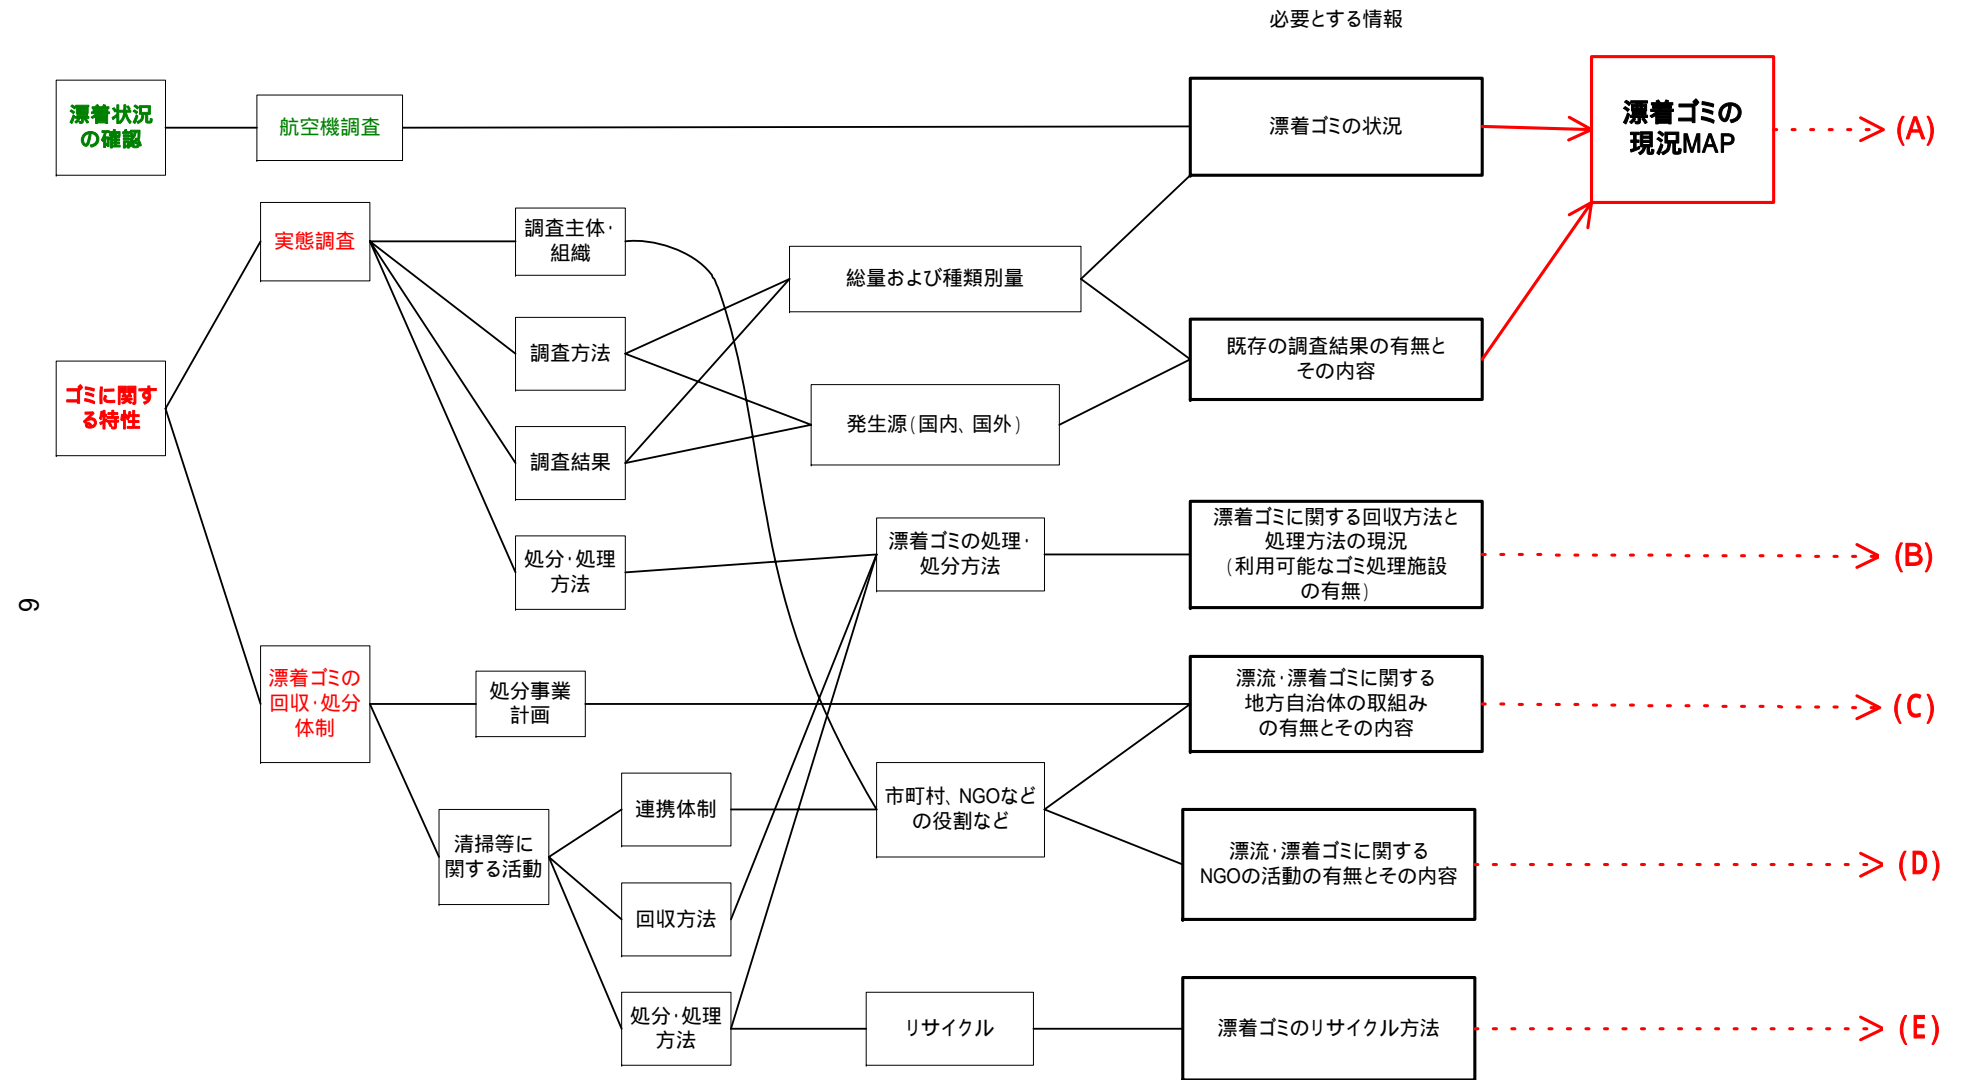 必要とする情報
漂着状況
の確認
航空機調査
漂着ゴミの状況
漂着ゴミの
現況MAP
(A)
実態調査
調査主体・
組織
総量および種類別量
調査方法
既存の調査結果の有無と
その内容
ゴミに関す
る特性
発生源(国内、国外)
調査結果
処分・処理
方法
漂着ゴミの処理・
処分方法
漂着ゴミに関する回収方法と
処理方法の現況
(利用可能なゴミ処理施設
の有無)
(B)
9
漂着ゴミの
回収・処分
体制
処分事業
計画
漂流・漂着ゴミに関する
地方自治体の取組み
の有無とその内容
(C)
清掃等に
関する活動
連携体制
市町村、NGOなど
の役割など
漂流・漂着ゴミに関する
NGOの活動の有無とその内容
(D)
回収方法
処分・処理
方法
リサイクル
漂着ゴミのリサイクル方法
(E)